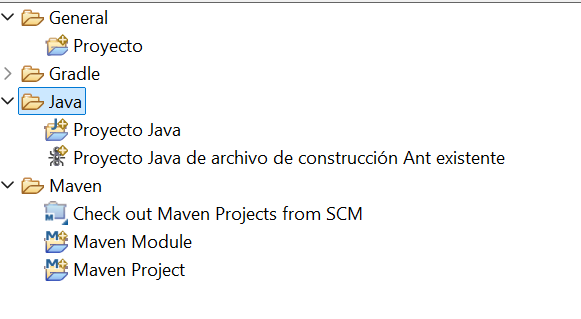 General
Proyecto
Gradle
Java
Proyecto Java
Proyecto Java de archivo de construcción Ant existente
Maven
Check out Maven Projects from SCM
Maven Module
Maven Project